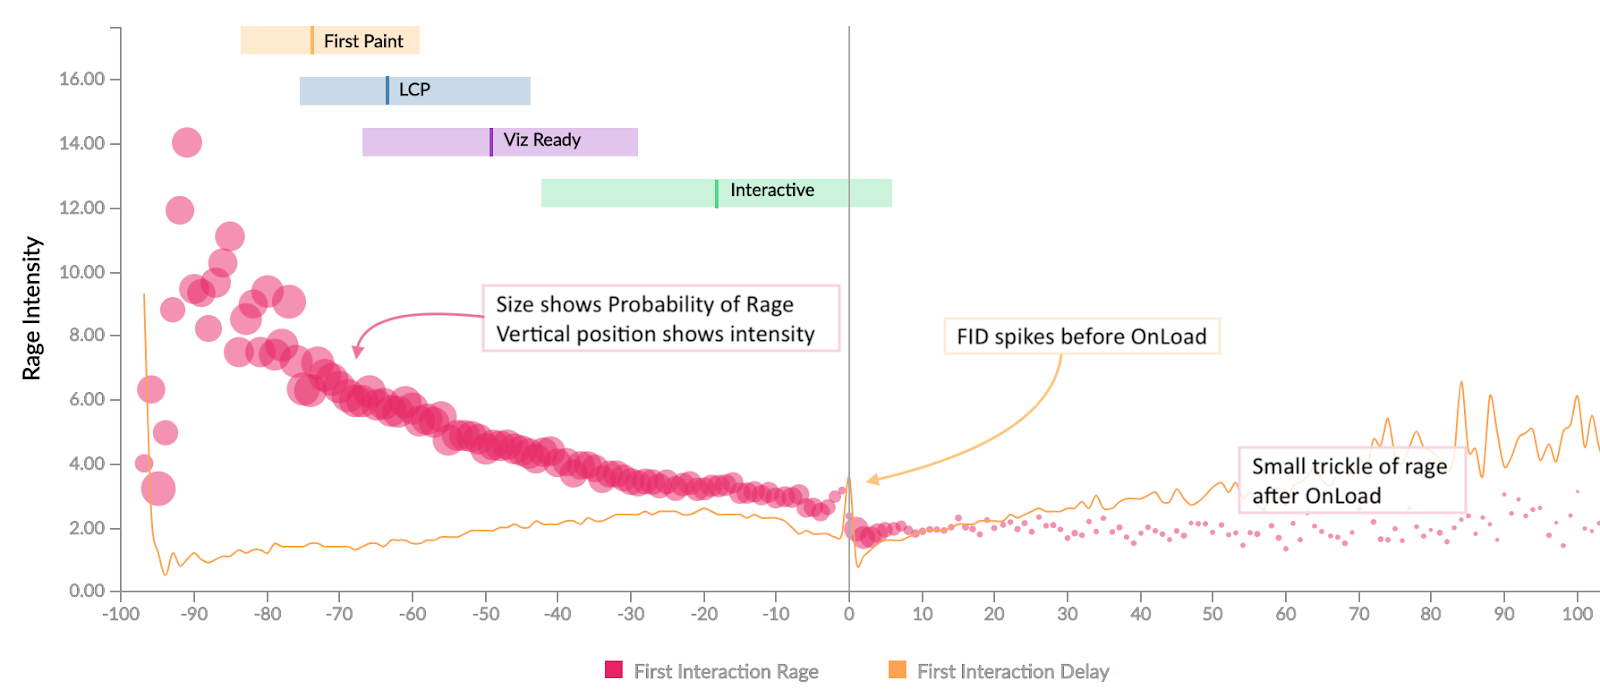 First Paint
16.00
LCP
14.00
Viz Ready
12.00
Interactive
Rage Intensity
10.00
Size shows Probability of Rage
Vertical position shows intensity
8.00
FID spikes before OnLoad
6.00
4.00
Small trickle of rage
after OnLoad
2.00
0.00
-100 -90 -80 -70 -60 -50 -40 -30 -20 -10 0 10 20 30 40 50 60 70 80 90 100
First Interaction Rage First Interaction Delay